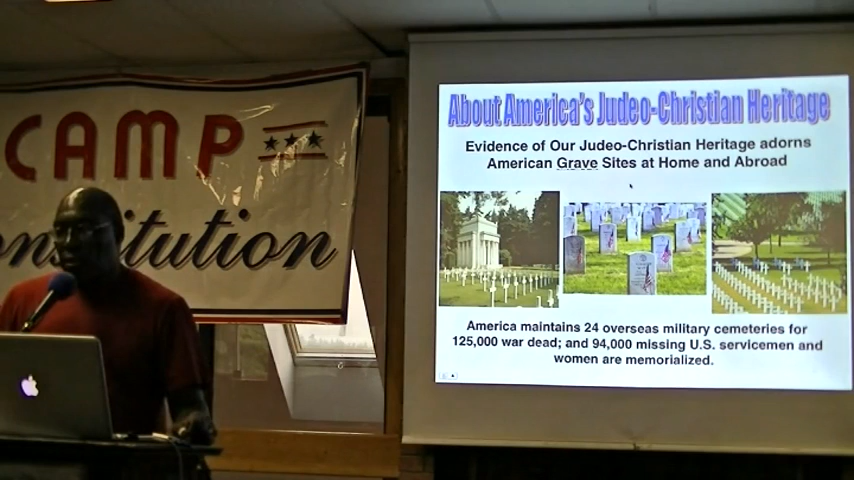 CAMP
onstitution
About America's Judeo-Christian Heritage
Evidence of Our Judeo-Christian Heritage adorns
American Grave Sites at Home and Abroad
America maintains 24 overseas military cemeteries for
125,000 war dead; and 94,000 missing U.S. servicemen and
women are memorialized.